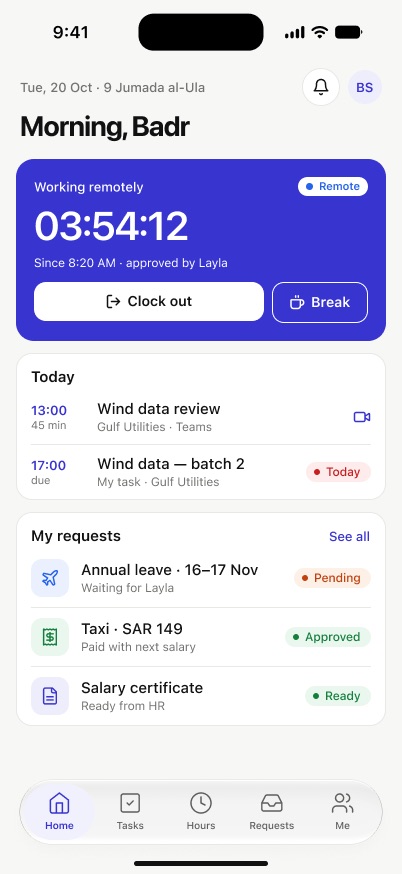 9:41
Tue, 20 Oct · 9 Jumada al-Ula
BS
Morning, Badr
Working remotely
Remote
03:54:12
Since 8:20 AM · approved by Layla
Clock out
Break
Today
13:00
45 min
Wind data review
Gulf Utilities · Teams
17:00
due
Wind data — batch 2
My task · Gulf Utilities
Today
My requests
See all
Annual leave · 16–17 Nov
Waiting for Layla
Pending
Taxi · SAR 149
Paid with next salary
Approved
Salary certificate
Ready from HR
Ready
Home
Tasks
Hours
Requests
Me